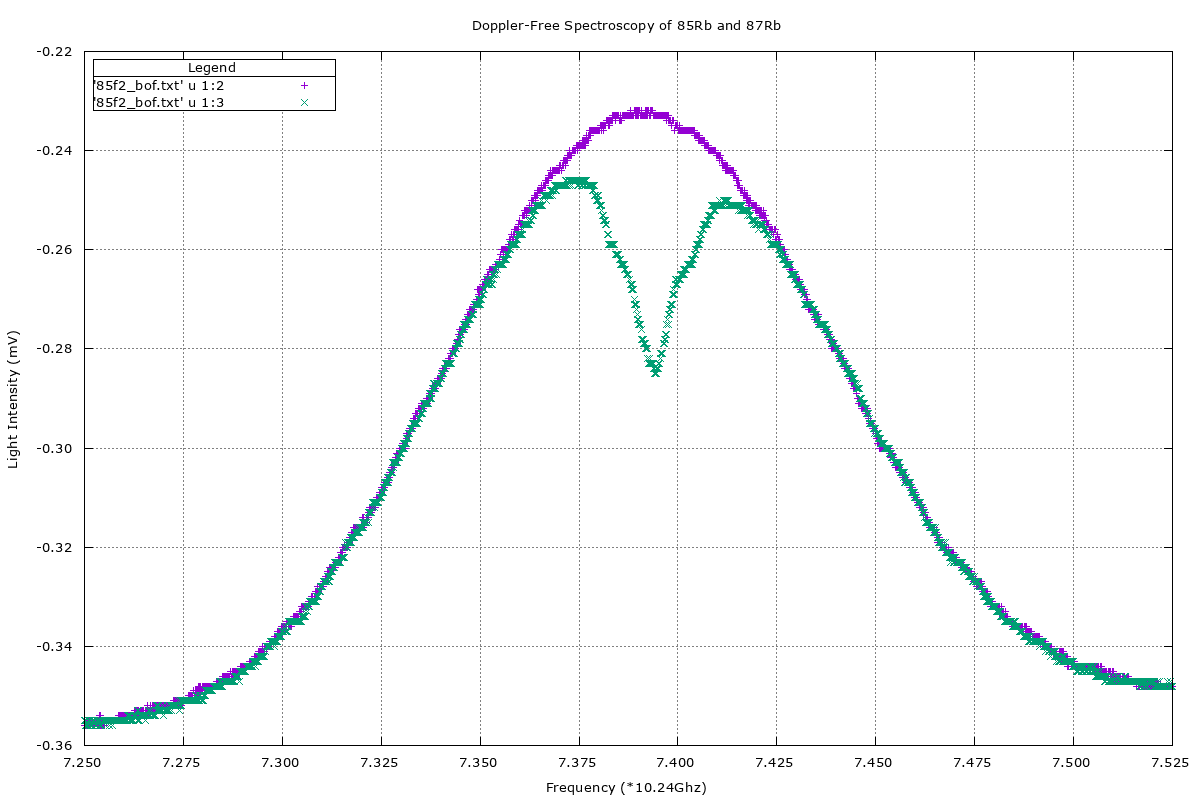 Doppler-Free Spectroscopy of 85Rb and 87Rb
Legend
'85f2_bof.txt' u 1:2
'85f2_bof.txt' u 1:3
-0.22
-0.24
-0.26
-0.28
-0.30
-0.32
-0.34
-0.36
Light Intensity (mV)
7.250 7.275 7.300 7.325 7.350 7.375 7.400 7.425 7.450 7.475 7.500 7.525
Frequency (*10.24Ghz)